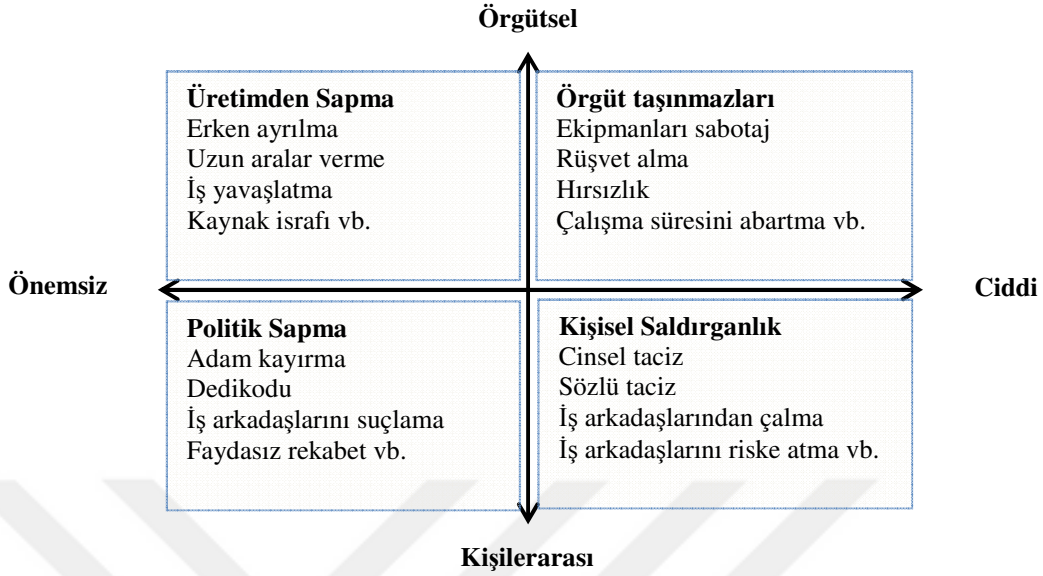 Örgütsel
Üretimden Sapma
Erken ayrılma
Uzun aralar verme
İş yavaşlatma
Kaynak israfı vb.
Örgüt taşınmazları
Ekipmanları sabotaj
Rüşvet alma
Hırsızlık
Çalışma süresini abartma vb.
Önemsiz
Ciddi
Politik Sapma
Adam kayırma
Dedikodu
İş arkadaşlarını suçlama
Faydasız rekabet vb.
Kişisel Saldırganlık
Cinsel taciz
Sözlü taciz
İş arkadaşlarından çalma
İş arkadaşlarını riske atma vb.
Kişilerarası